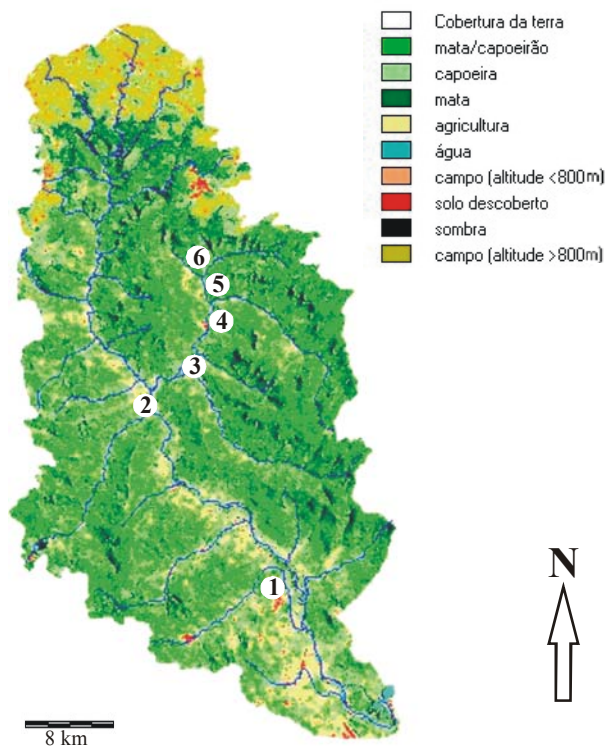 Cobertura da terra
mata/capoeirão
capoeira
mata
agricultura
água
campo (altitude <800m)
solo descoberto
sombra
campo (altitude >800m)
6
5
4
3
2
1
N
8 km